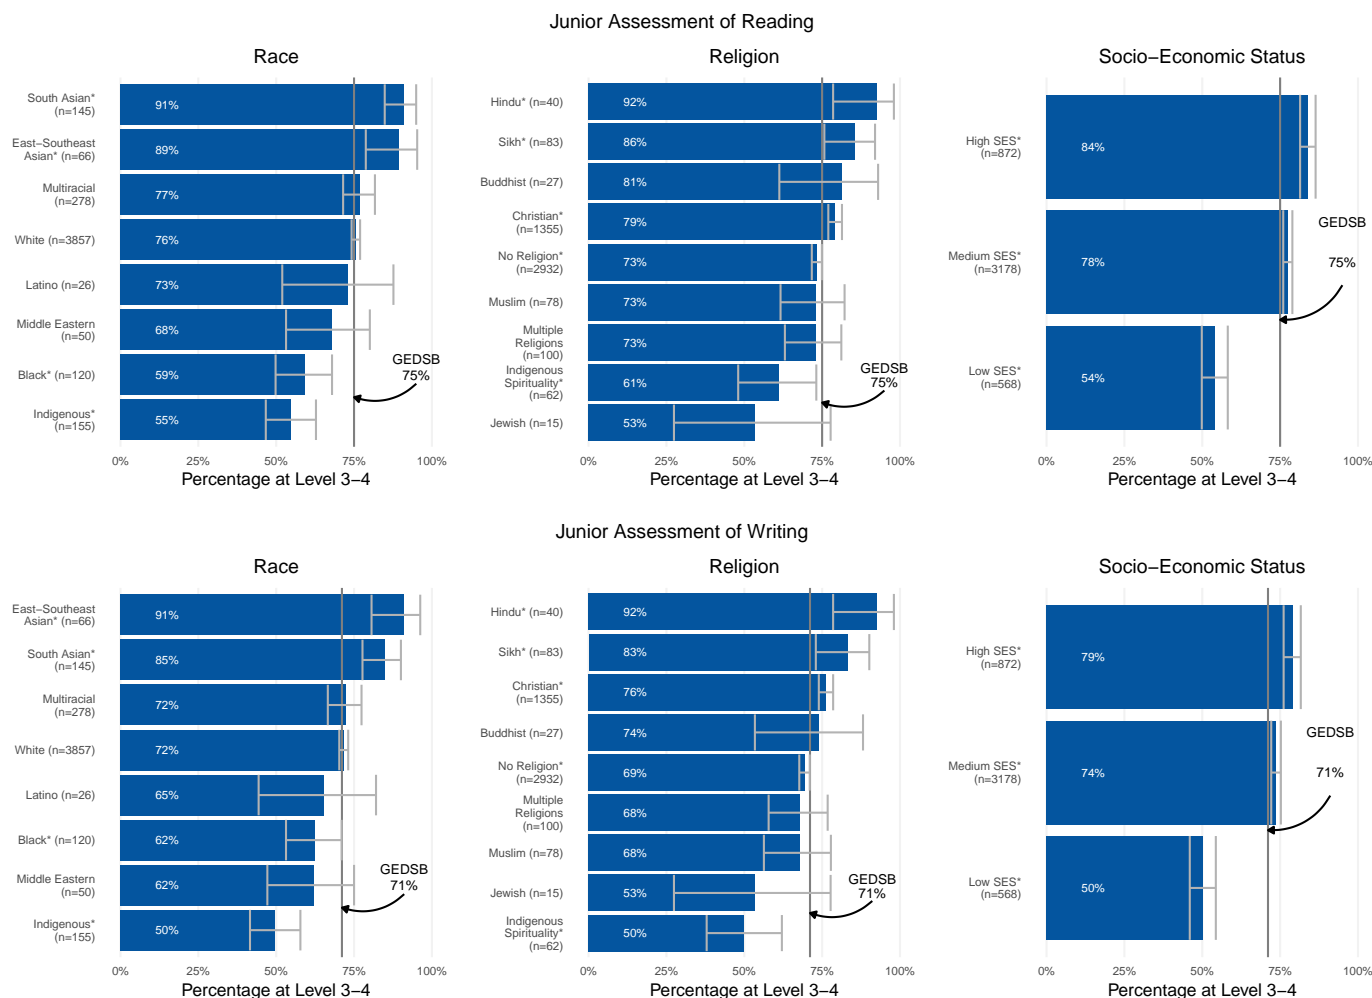 Junior Assessment of Reading
Race
South Asian*
(n=145)
91%
East−Southeast
Asian* (n=66)
89%
Multiracial
(n=278)
77%
White (n=3857)
76%
Latino (n=26)
73%
Middle Eastern
(n=50)
68%
Black* (n=120)
59%
Indigenous*
(n=155)
55%
GEDSB
75%
0%
25%
50%
75%
100%
Percentage at Level 3−4
Religion
Hindu* (n=40)
92%
Sikh* (n=83)
86%
Buddhist (n=27)
81%
Christian*
(n=1355)
79%
No Religion*
(n=2932)
73%
Muslim (n=78)
73%
Multiple
Religions
(n=100)
73%
Indigenous
Spirituality*
(n=62)
61%
Jewish (n=15)
53%
GEDSB
75%
0%
25%
50%
75%
100%
Percentage at Level 3−4
Socio−Economic Status
High SES*
(n=872)
84%
Medium SES*
(n=3178)
78%
Low SES*
(n=568)
54%
GEDSB
75%
0%
25%
50%
75%
100%
Percentage at Level 3−4
Junior Assessment of Writing
Race
East−Southeast
Asian* (n=66)
91%
South Asian*
(n=145)
85%
Multiracial
(n=278)
72%
White (n=3857)
72%
Latino (n=26)
65%
Black* (n=120)
62%
Middle Eastern
(n=50)
62%
Indigenous*
(n=155)
50%
GEDSB
71%
0%
25%
50%
75%
100%
Percentage at Level 3−4
Religion
Hindu* (n=40)
92%
Sikh* (n=83)
83%
Christian*
(n=1355)
76%
Buddhist (n=27)
74%
No Religion*
(n=2932)
69%
Multiple
Religions
(n=100)
68%
Muslim (n=78)
68%
Jewish (n=15)
53%
Indigenous
Spirituality*
(n=62)
50%
GEDSB
71%
0%
25%
50%
75%
100%
Percentage at Level 3−4
Socio−Economic Status
High SES*
(n=872)
79%
Medium SES*
(n=3178)
74%
Low SES*
(n=568)
50%
GEDSB
71%
0%
25%
50%
75%
100%
Percentage at Level 3−4